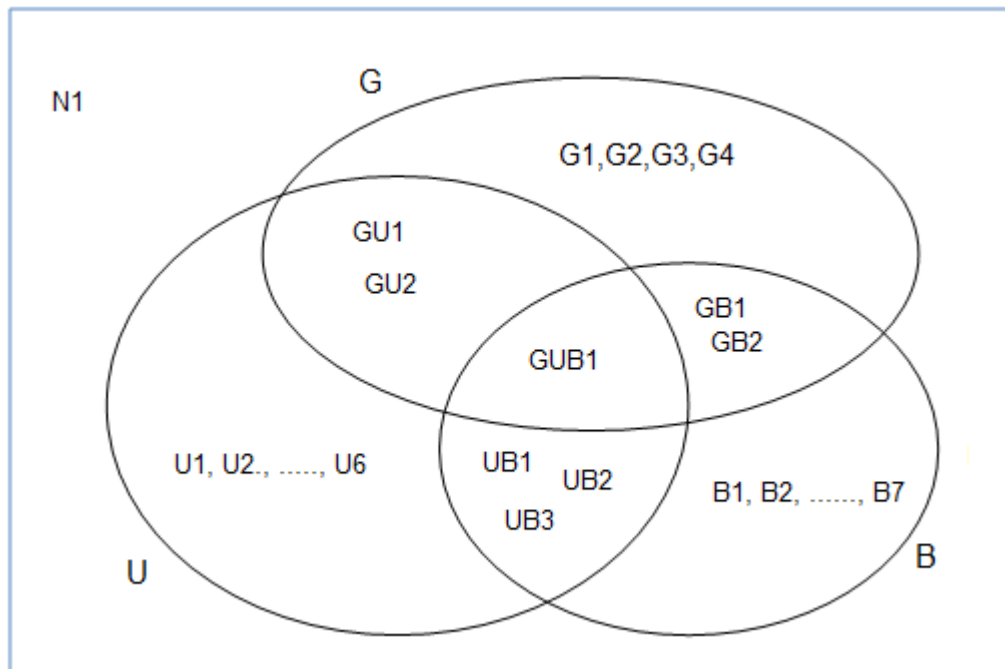 G
N1
G1,G2,G3,G4
GU1
GU2
GB1
GB2
GUB1
U1, U2., ....., U6
UB1
UB2
UB3
B1, B2, ......, B7
U
B